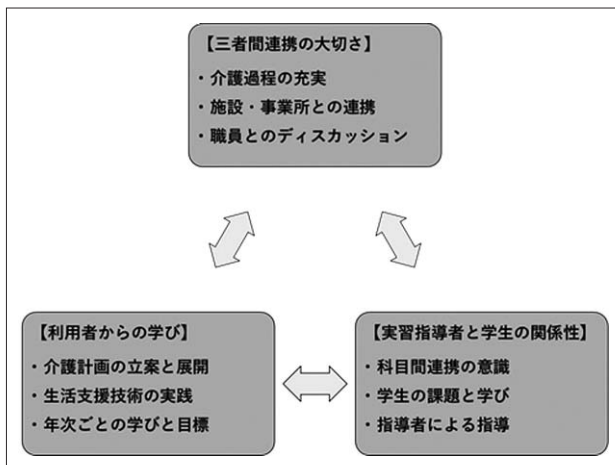 【三者間連携の大切さ】
・介護過程の充実
・施設・事業所との連携
・職員とのディスカッション
【利用者からの学び】
・介護計画の立案と展開
・生活支援技術の実践
・年次ごとの学びと目標
【実習指導者と学生の関係性】
・科目間連携の意識
・学生の課題と学び
・指導者による指導